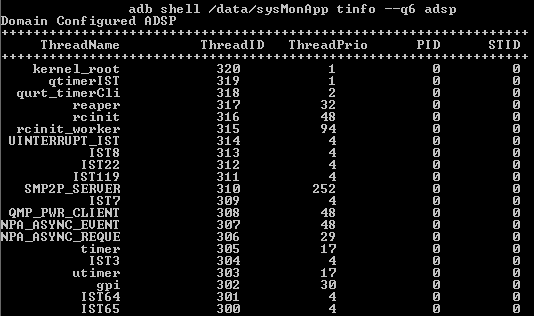 adb shell /data/sysMonApp tinfo --q6 adsp
Domain Configured ADSP
++++++++++++++++++++++++++++++++++++++++++++++++++++++++++++++++++++++++++
ThreadName ThreadID ThreadPrio PID STID
++++++++++++++++++++++++++++++++++++++++++++++++++++++++++++++++++++++++++
kernel_root 320 1 0 0
qtimerIST 319 1 0 0
qurt_timerCli 318 2 0 0
reaper 317 32 0 0
rcinit 316 48 0 0
rcinit_worker 315 94 0 0
UINTERRUPT_IST 314 4 0 0
IST8 313 4 0 0
IST22 312 4 0 0
IST119 311 4 0 0
SMP2P_SERVER 310 252 0 0
IST7 309 4 0 0
QMP_PWR_CLIENT 308 48 0 0
NPA_ASYNC_EVENT 307 48 0 0
NPA_ASYNC_REQUE 306 29 0 0
timer 305 17 0 0
IST3 304 4 0 0
utimer 303 17 0 0
gpi 302 30 0 0
IST64 301 4 0 0
IST65 300 4 0 0